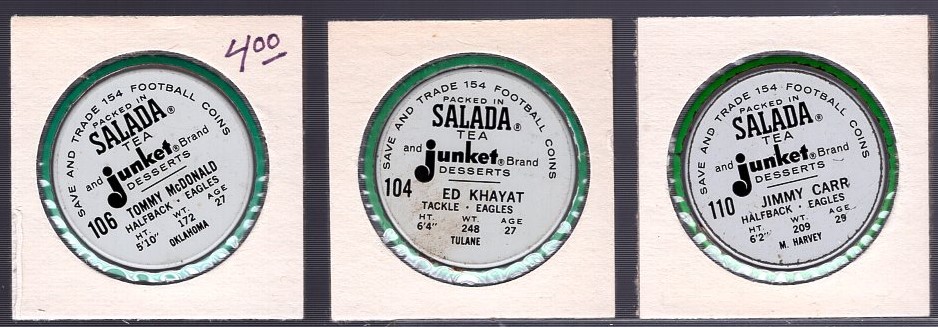 4.00
SAVE AND TRADE 154 FOOTBALL COINS
PACKED IN
SALADA®
TEA
and junket® Brand
DESSERTS
106 TOMMY McDONALD
HALFBACK • EAGLES
HT. WT. AGE
5'10" 172 27
OKLAHOMA
SAVE AND TRADE 154 FOOTBALL COINS
PACKED IN
SALADA®
TEA
and junket® Brand
DESSERTS
104 ED KHAYAT
TACKLE • EAGLES
HT. WT. AGE
6'4" 248 27
TULANE
SAVE AND TRADE 154 FOOTBALL COINS
PACKED IN
SALADA®
TEA
and junket® Brand
DESSERTS
110 JIMMY CARR
HALFBACK • EAGLES
HT. WT. AGE
6'2" 209 29
M. HARVEY